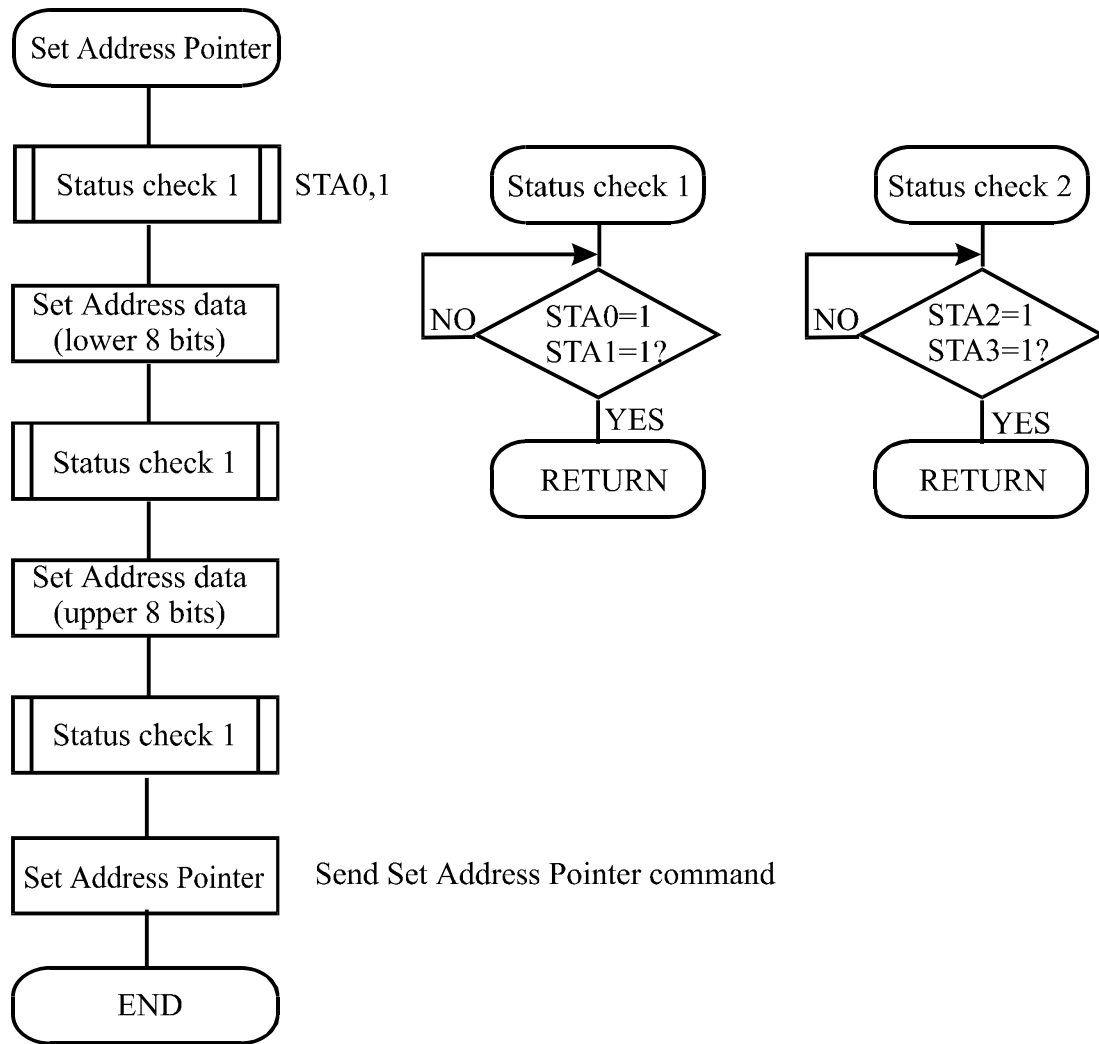 Set Address Pointer
Status check 1
STA0,1
Set Address data
(lower 8 bits)
Status check 1
Set Address data
(upper 8 bits)
Status check 1
Set Address Pointer
Send Set Address Pointer command
END
Status check 1
NO
STA0=1
STA1=1?
YES
RETURN
Status check 2
NO
STA2=1
STA3=1?
YES
RETURN